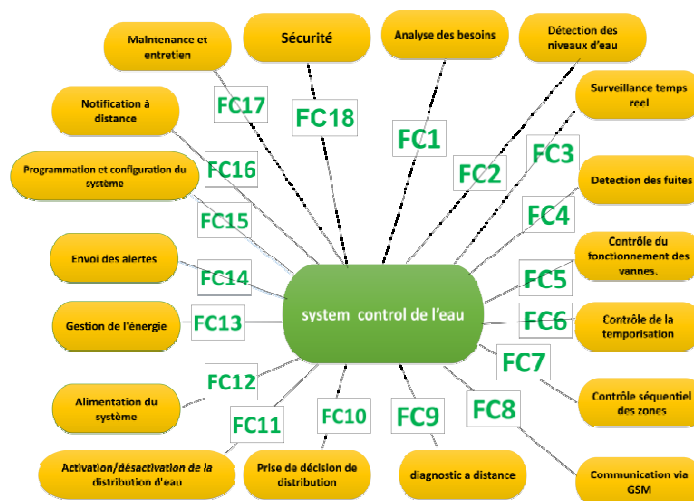 Maintenance et
entretien
Sécurité
Analyse des besoins
Détection des
niveaux d'eau
Surveillance temps
reel
Notification à
distance
FC17
FC18
FC1
FC2
FC3
Programmation et configuration du
système
FC16
FC15
FC4
Detection des fuites
Envoi des alertes
FC14
FC5
Contrôle du
fonctionnement des
vannes.
Gestion de l'énergie
FC13
system control de l'eau
FC6
Contrôle de la
temporisation
FC12
FC7
Alimentation du
système
FC11
FC10
FC9
FC8
Contrôle séquentiel
des zones
Activation/désactivation de la
distribution d'eau
Prise de décision de
distribution
diagnostic a distance
Communication via
GSM